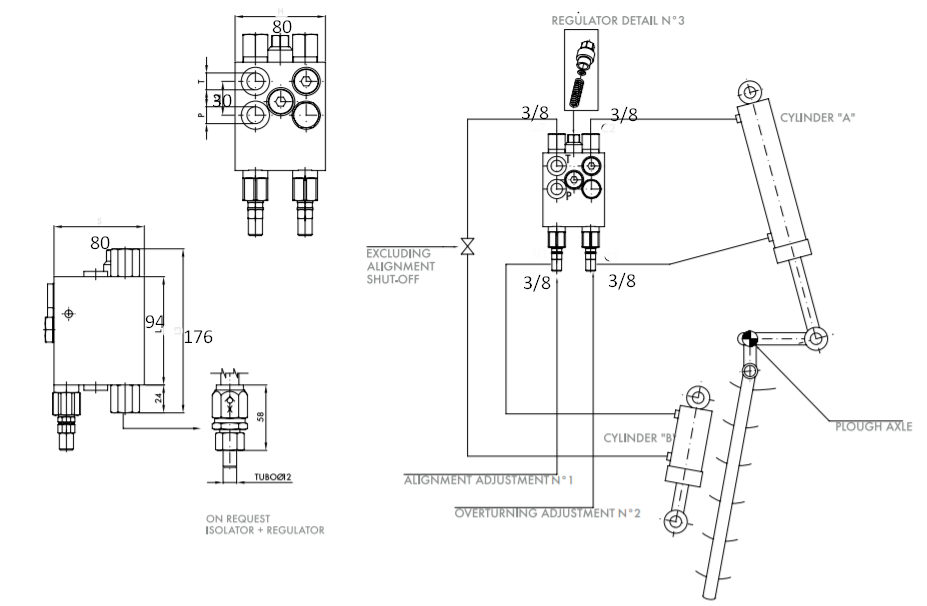 H
80
T
30
P
S
80
94
L
176
24
58
TUBOØ12
ON REQUEST
ISOLATOR + REGULATOR
REGULATOR DETAIL N°3
3/8
3/8
T
P
3/8
3/8
EXCLUDING
ALIGNMENT
SHUT-OFF
CYLINDER "A"
CYLINDER "B"
PLOUGH AXLE
ALIGNMENT ADJUSTMENT N°1
OVERTURNING ADJUSTMENT N°2